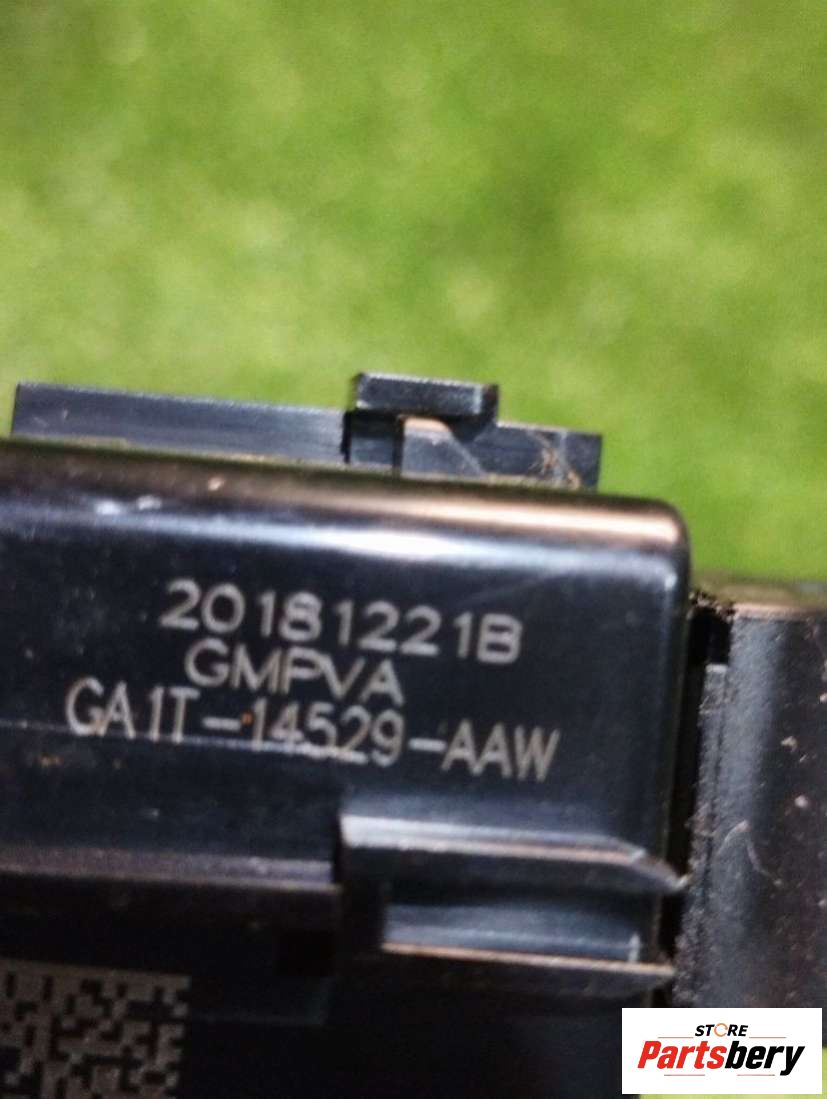 20181221B
GMPVA
GA1T-14529-AAW
STORE
Partsbery